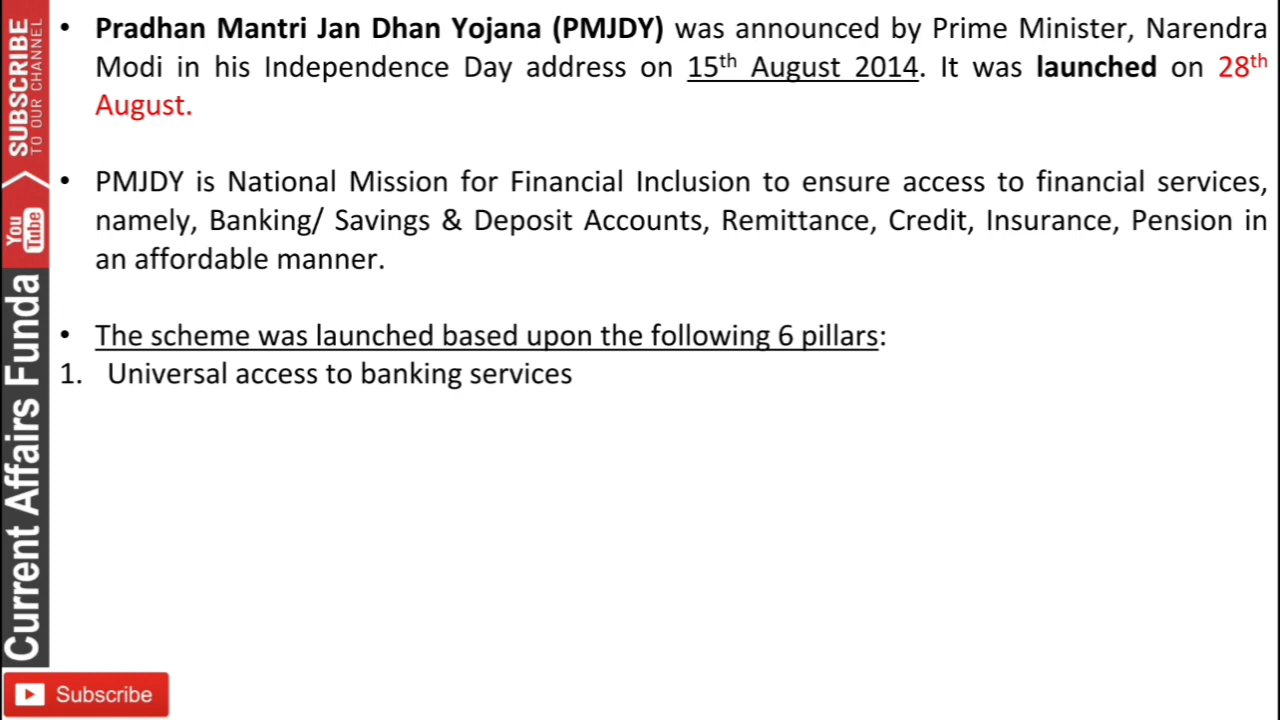 • Pradhan Mantri Jan Dhan Yojana (PMJDY) was announced by Prime Minister, Narendra
Modi in his Independence Day address on 15th August 2014. It was launched on 28th
August.
• PMJDY is National Mission for Financial Inclusion to ensure access to financial services,
namely, Banking/ Savings & Deposit Accounts, Remittance, Credit, Insurance, Pension in
an affordable manner.
• The scheme was launched based upon the following 6 pillars:
1. Universal access to banking services
SUBSCRIBE
TO OUR CHANNEL
You
Tube
Current Affairs Funda
Subscribe